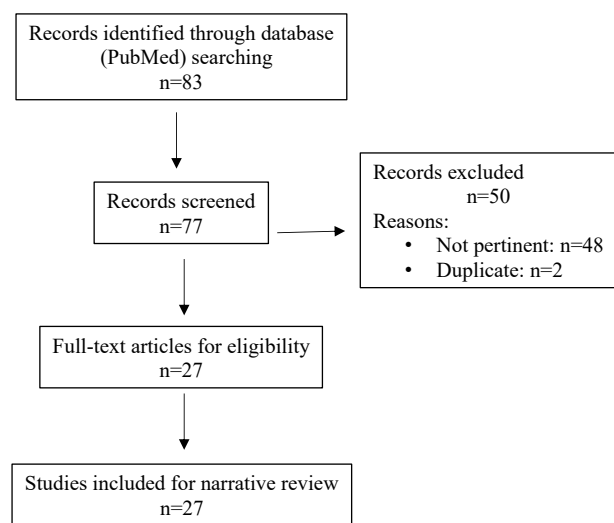 Records identified through database
(PubMed) searching
n=83
Records screened
n=77
Records excluded
n=50
Reasons:
• Not pertinent: n=48
• Duplicate: n=2
Full-text articles for eligibility
n=27
Studies included for narrative review
n=27